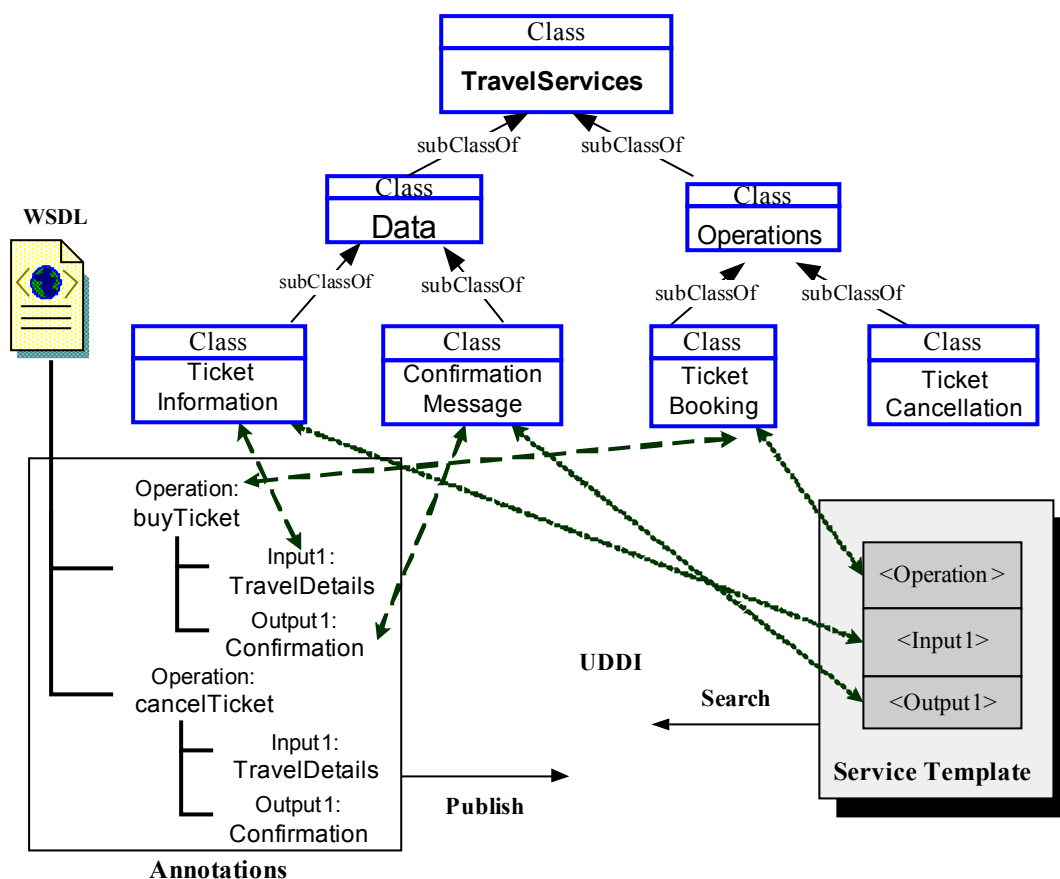 Class
TravelServices
subClassOf
subClassOf
Class
Data
Class
Operations
WSDL
subClassOf
subClassOf
subClassOf
subClassOf
Class
Ticket
Information
Class
Confirmation
Message
Class
Ticket
Booking
Class
Ticket
Cancellation
Operation:
buyTicket
Input1:
TravelDetails
Output1:
Confirmation
Operation:
cancelTicket
Input1:
TravelDetails
Output1:
Confirmation
Annotations
Publish
UDDI
Search
<Operation>
<Input1>
<Output1>
Service Template